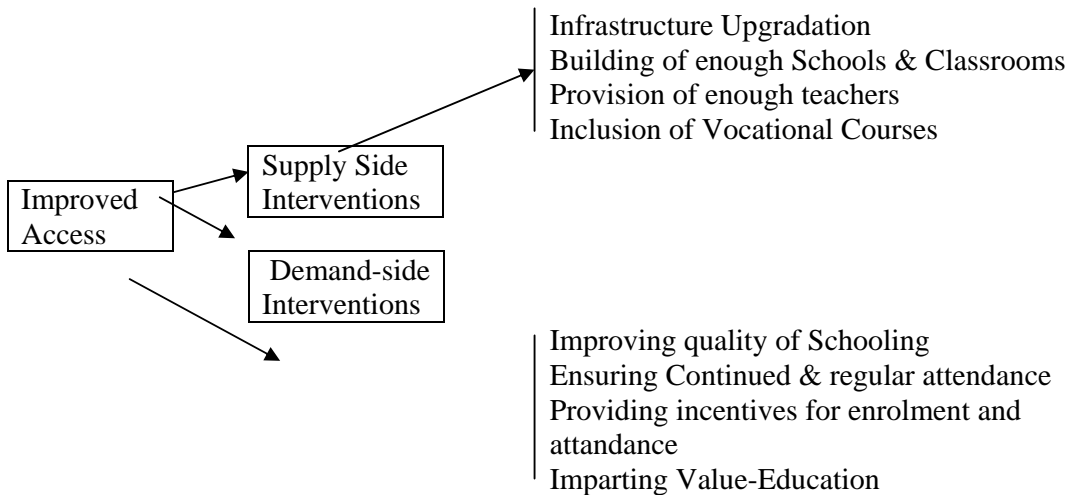 Infrastructure Upgradation
Building of enough Schools & Classrooms
Provision of enough teachers
Inclusion of Vocational Courses
Supply Side
Interventions
Improved
Access
Demand-side
Interventions
Improving quality of Schooling
Ensuring Continued & regular attendance
Providing incentives for enrolment and
attandance
Imparting Value-Education